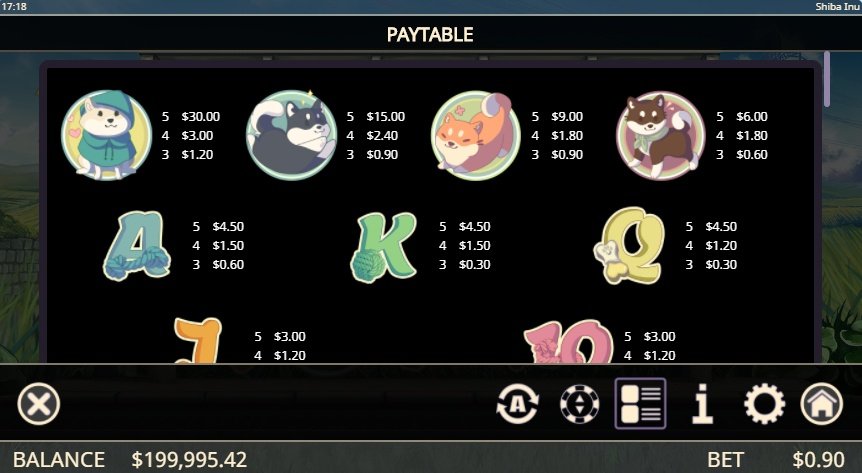 17:18 Shiba Inu
PAYTABLE
5 $30.00 5 $15.00 5 $9.00 5 $6.00
4 $3.00 4 $2.40 4 $1.80 4 $1.80
3 $1.20 3 $0.90 3 $0.90 3 $0.60
A 5 $4.50 K 5 $4.50 Q 5 $4.50
4 $1.50 4 $1.50 4 $1.20
3 $0.60 3 $0.30 3 $0.30
J 5 $3.00 10 5 $3.00
4 $1.20 4 $1.20
A i
BALANCE $199,995.42 BET $0.90